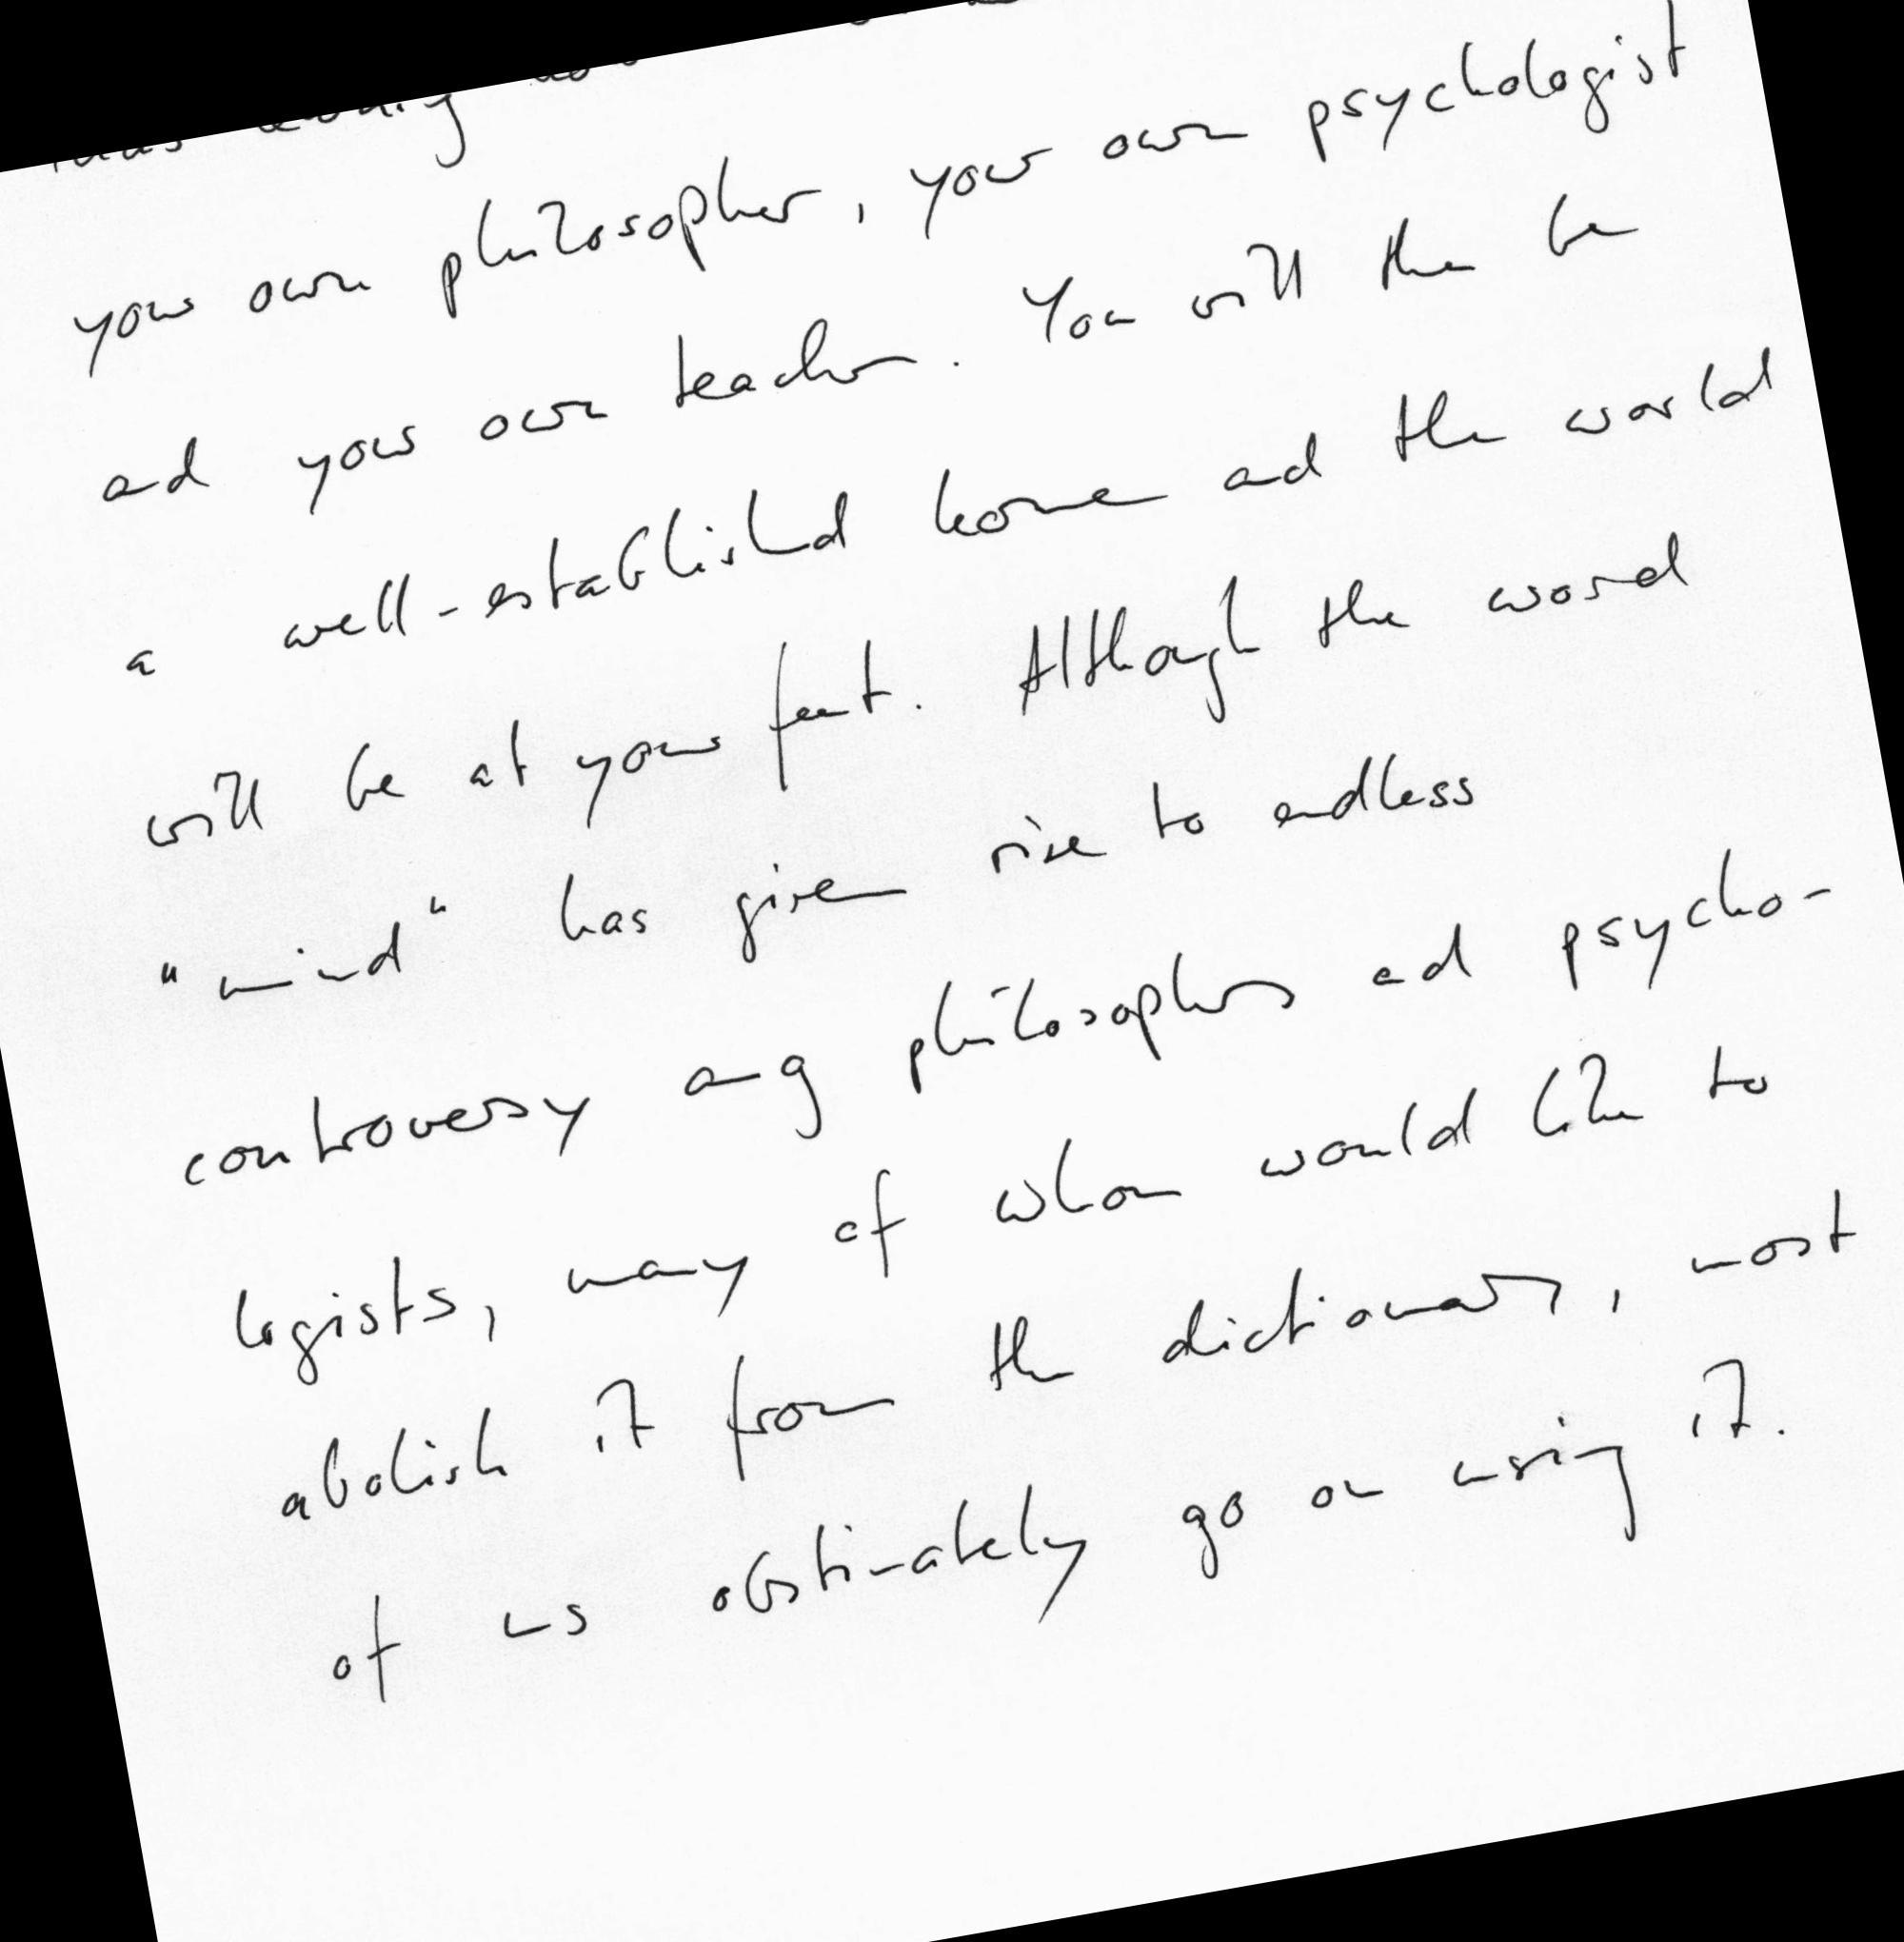 your own philosopher, your own psychologist
and your own teacher. You will then be
a well-established home and the world
will be at your feet. Although the word
"mind" has given rise to endless
controversy among philosophers and psycho-
logists, many of whom would like to
abolish it from the dictionary, most
of us obstinately go on using it.